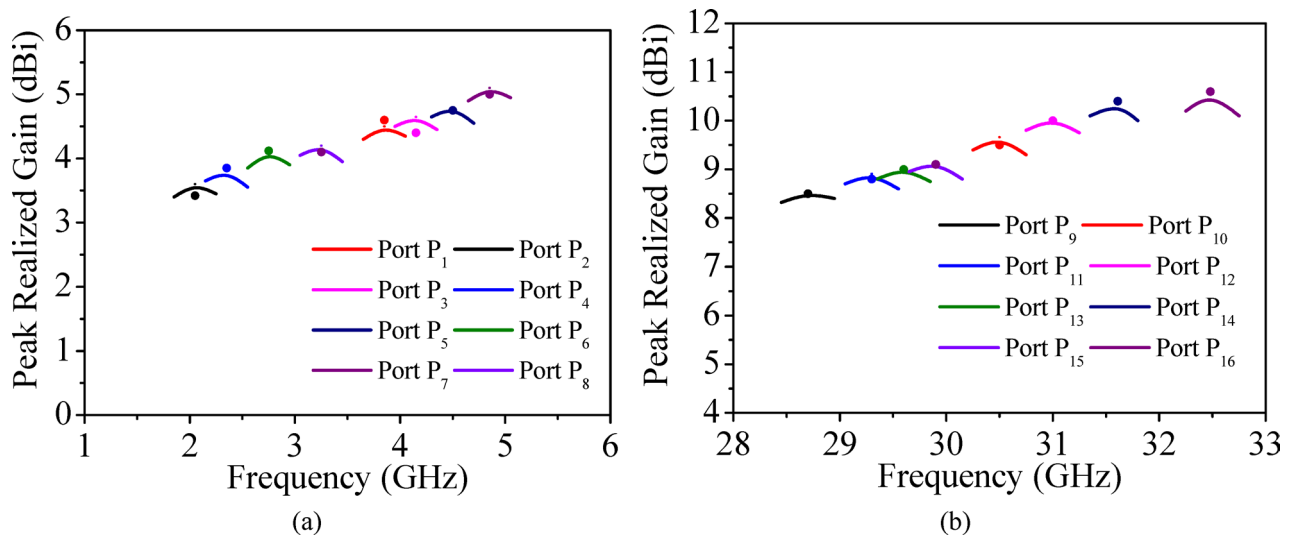 6
5
4
3
2
1
0
Peak Realized Gain (dBi)
Port P1 Port P2
Port P3 Port P4
Port P5 Port P6
Port P7 Port P8
1 2 3 4 5 6
Frequency (GHz)
(a)
12
11
10
9
8
7
6
5
4
Peak Realized Gain (dBi)
Port P9 Port P10
Port P11 Port P12
Port P13 Port P14
Port P15 Port P16
28 29 30 31 32 33
Frequency (GHz)
(b)